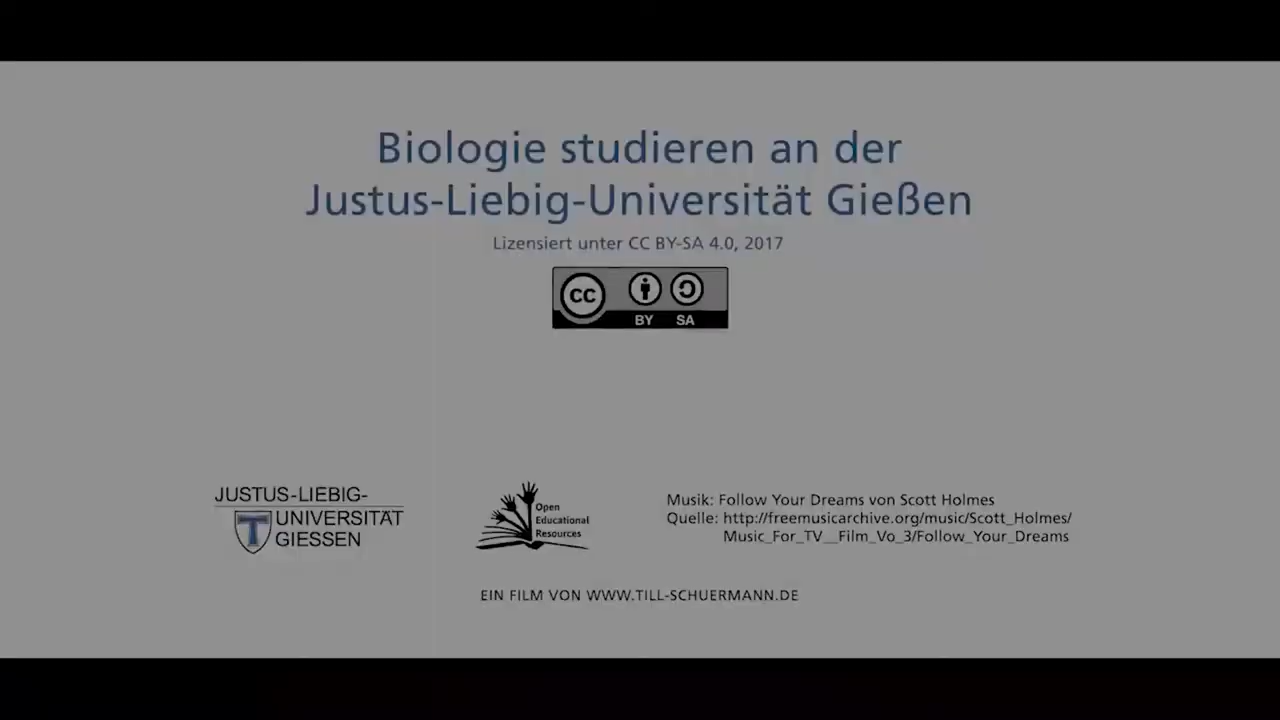 Biologie studieren an der
Justus-Liebig-Universität Gießen
Lizensiert unter CC BY-SA 4.0, 2017
CC
BY SA
JUSTUS-LIEBIG-
UNIVERSITÄT
GIESSEN
Open
Educational
Resources
Musik: Follow Your Dreams von Scott Holmes
Quelle: http://freemusicarchive.org/music/Scott_Holmes/
Music_For_TV__Film_Vo_3/Follow_Your_Dreams
EIN FILM VON WWW.TILL-SCHUERMANN.DE